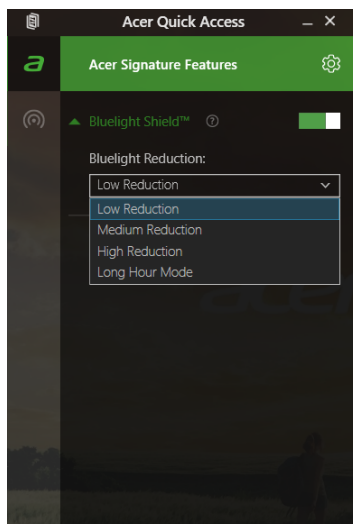 Acer Quick Access
a
Acer Signature Features
Bluelight Shield™ ?
Bluelight Reduction:
Low Reduction
Low Reduction
Medium Reduction
High Reduction
Long Hour Mode
acer